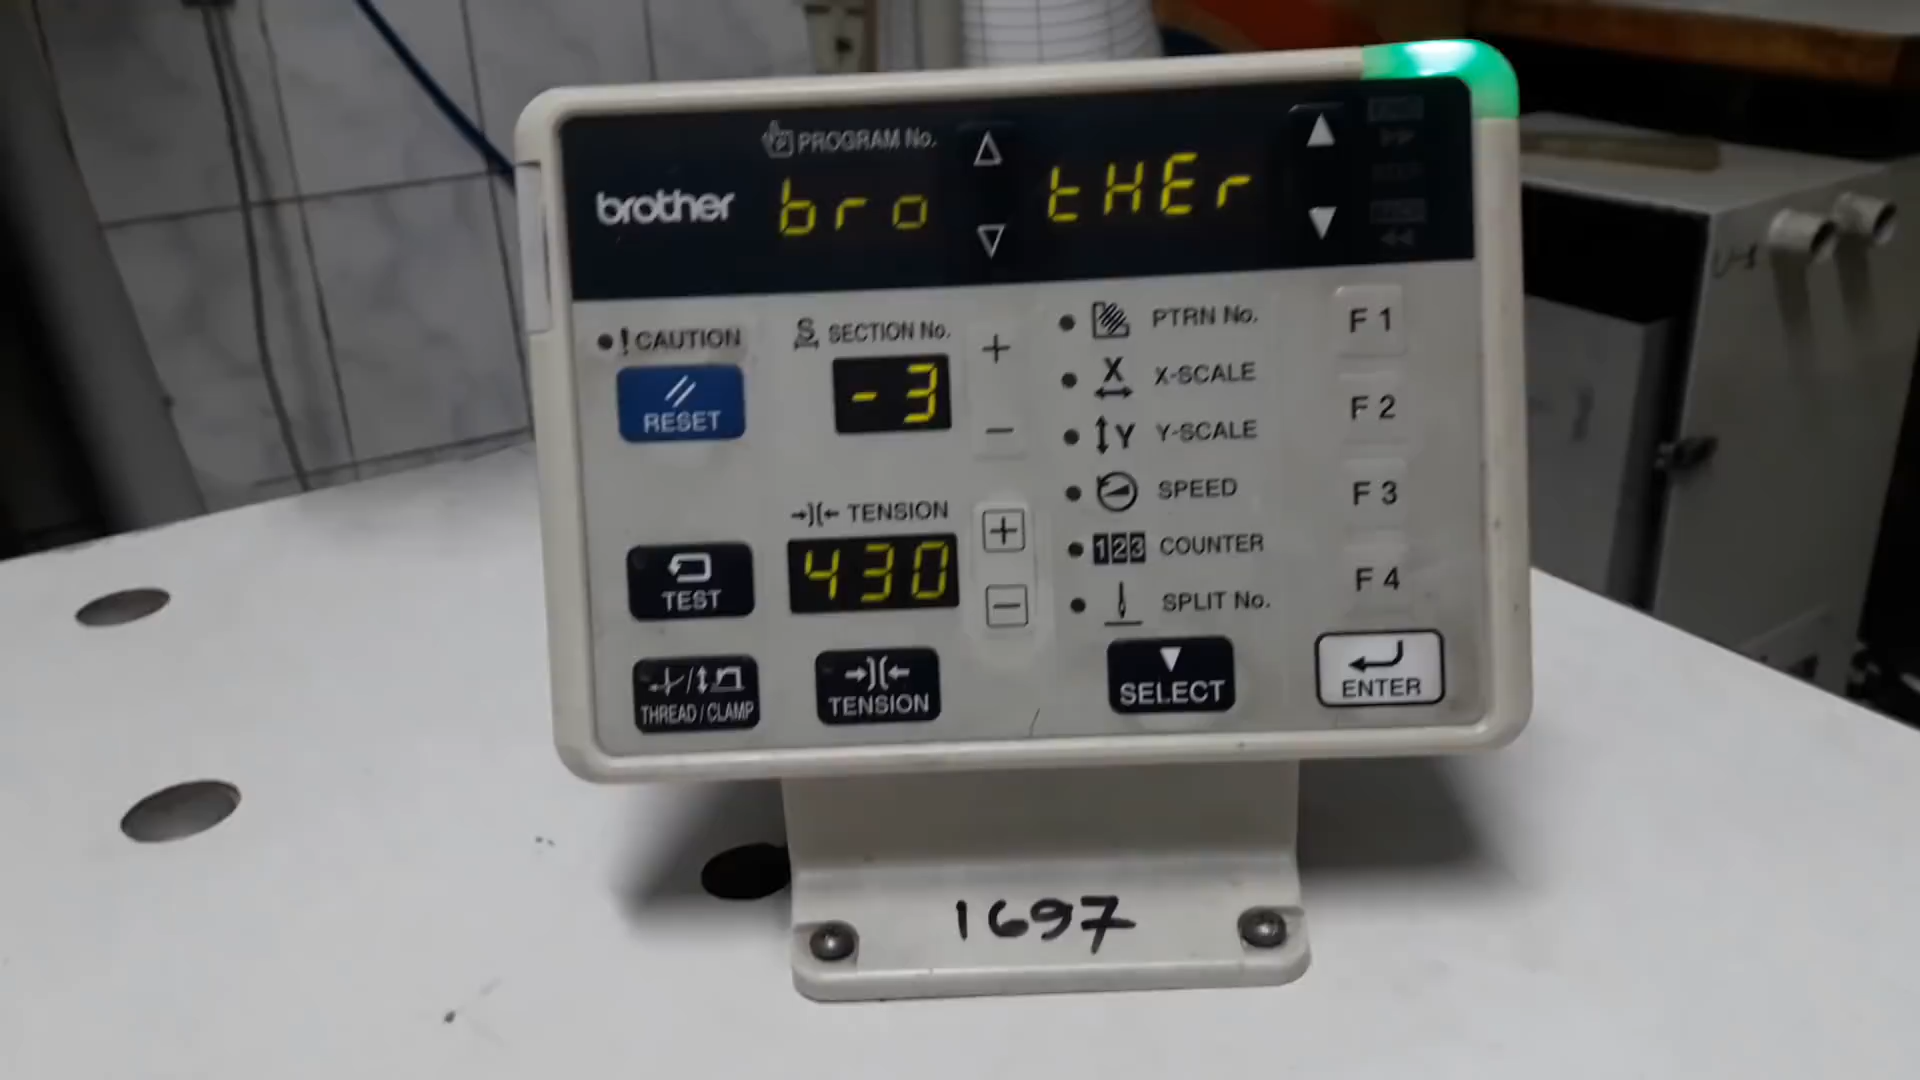 PROGRAM No.
brother
bro
tHEr
! CAUTION
RESET
S SECTION No.
-3
+
−
PTRN No.
X X-SCALE
Y Y-SCALE
SPEED
123 COUNTER
SPLIT No.
F 1
F 2
F 3
F 4
TENSION
430
+
−
TEST
THREAD / CLAMP
TENSION
SELECT
ENTER
1697